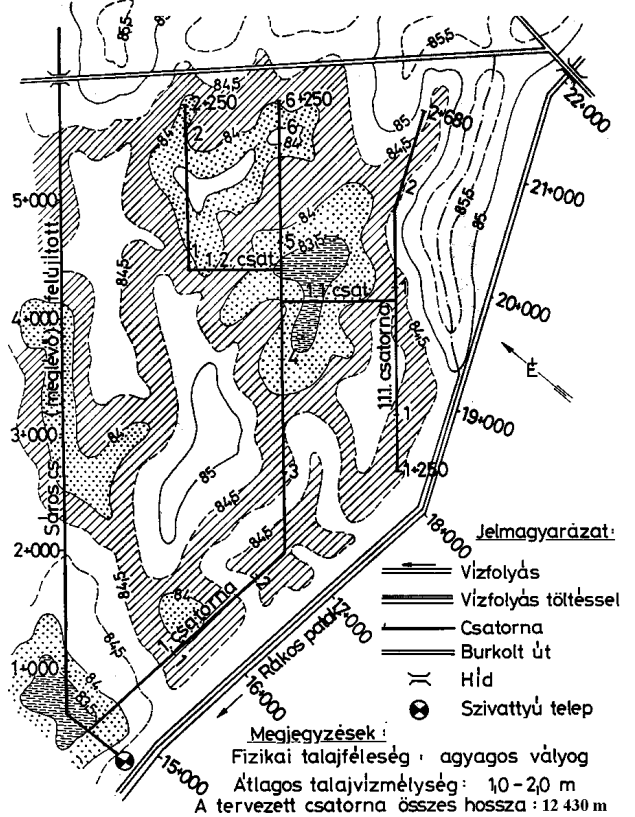 85,5
85,5
84,5
22+000
2+250
6+250
2+680
84
84
84
2
6
85
84,5
5+000
21+000
85,5
85
2
84
5
83,5
1.2. csat.
1.1. csat.
1
1
84,5
20+000
4+000
4
84,5
É
Sáros cs. (meglévő, felújított)
1.1.1. csatorna
19+000
3+000
84
1
3
1+250
85
84,5
18+000
84,5
2+000
84,5
84
2
1. csatorna
1
17+000
Rákos patak
16+000
84,5
1+000
84
83,5
15+000
Jelmagyarázat:
Vízfolyás
Vízfolyás töltéssel
Csatorna
Burkolt út
Híd
Szivattyú telep
Megjegyzések:
Fizikai talajféleség: agyagos vályog
Átlagos talajvízmélység: 1,0-2,0 m
A tervezett csatorna összes hossza: 12 430 m